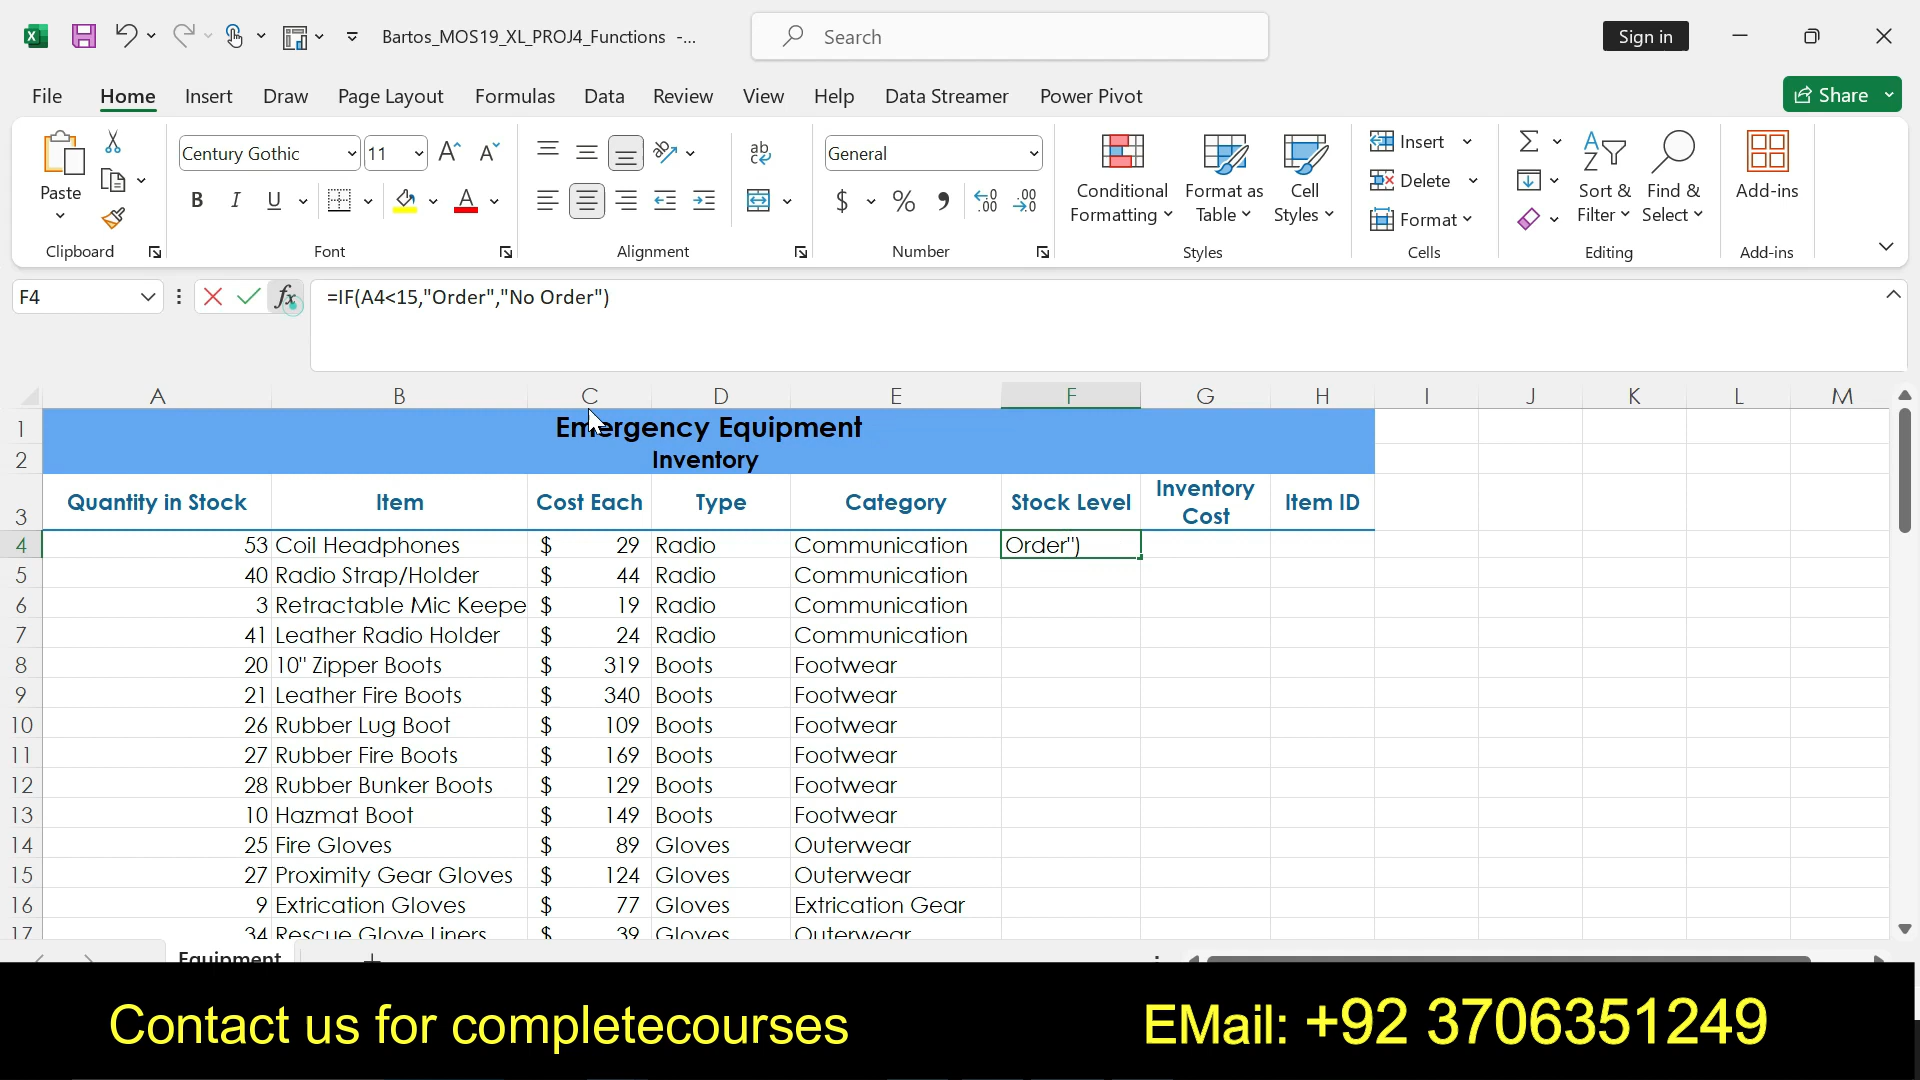 Bartos_MOS19_XL_PROJ4_Functions -...
Search
Sign in
File Home Insert Draw Page Layout Formulas Data Review View Help Data Streamer Power Pivot
Share
Paste
Clipboard
Century Gothic 11
B I U
Font
Alignment
General
$ % ,
Number
Conditional Formatting
Format as Table
Cell Styles
Styles
Insert
Delete
Format
Cells
Sort & Filter
Find & Select
Editing
Add-ins
Add-ins
F4
fx
=IF(A4<15,"Order","No Order")
A B C D E F G H I J K L M
1 Emergency Equipment
2 Inventory
3 Quantity in Stock Item Cost Each Type Category Stock Level Inventory Cost Item ID
4 53 Coil Headphones $ 29 Radio Communication Order")
5 40 Radio Strap/Holder $ 44 Radio Communication
6 3 Retractable Mic Keepe $ 19 Radio Communication
7 41 Leather Radio Holder $ 24 Radio Communication
8 20 10" Zipper Boots $ 319 Boots Footwear
9 21 Leather Fire Boots $ 340 Boots Footwear
10 26 Rubber Lug Boot $ 109 Boots Footwear
11 27 Rubber Fire Boots $ 169 Boots Footwear
12 28 Rubber Bunker Boots $ 129 Boots Footwear
13 10 Hazmat Boot $ 149 Boots Footwear
14 25 Fire Gloves $ 89 Gloves Outerwear
15 27 Proximity Gear Gloves $ 124 Gloves Outerwear
16 9 Extrication Gloves $ 77 Gloves Extrication Gear
17 34 Rescue Glove Liners $ 39 Gloves Outerwear
Equipment
Contact us for completecourses EMail: +92 3706351249